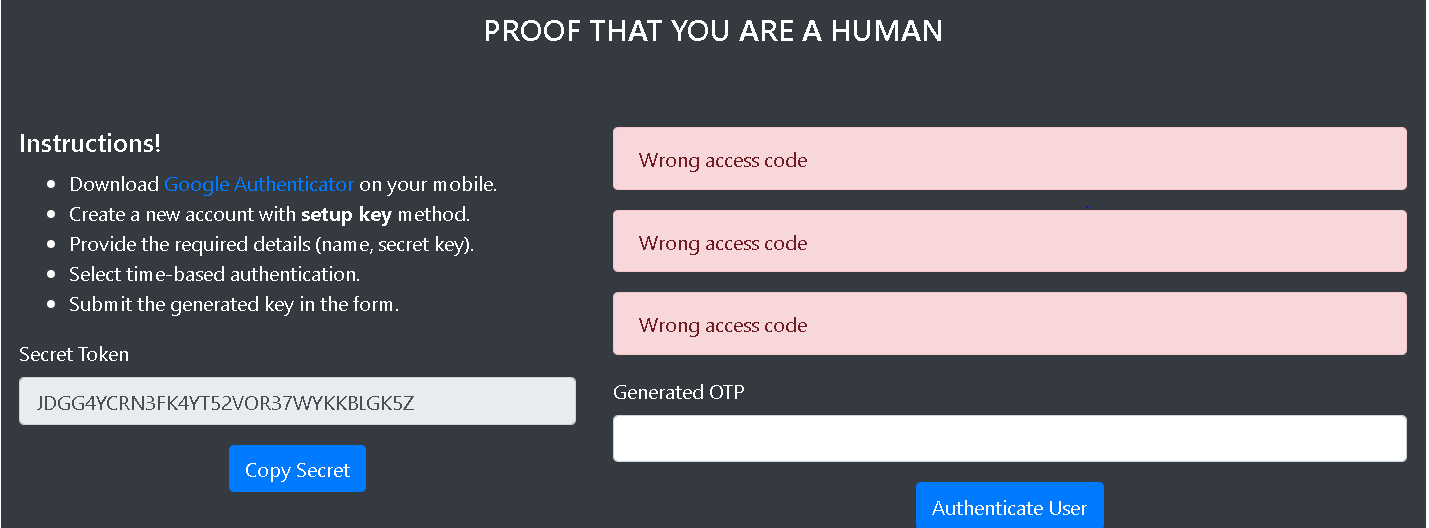 PROOF THAT YOU ARE A HUMAN
Instructions!
Download Google Authenticator on your mobile.
Create a new account with setup key method.
Provide the required details (name, secret key).
Select time-based authentication.
Submit the generated key in the form.
Secret Token
JDGG4YCRN3FK4YT52VOR37WYKKBLGK5Z
Copy Secret
Wrong access code
Wrong access code
Wrong access code
Generated OTP
Authenticate User